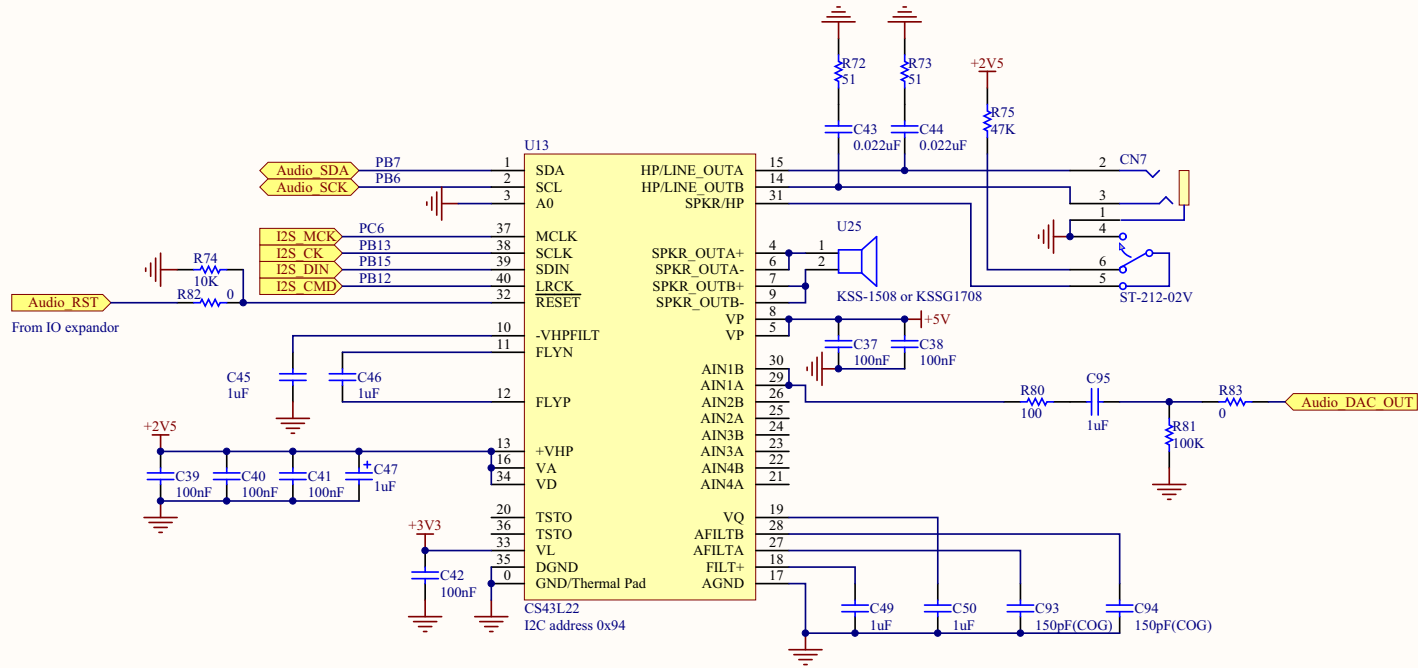 R72
51
R73
51
+2V5
R75
47K
C43
0.022uF
C44
0.022uF
U13
CN7
Audio_SDA
PB7
1
SDA
HP/LINE_OUTA
15
2
Audio_SCK
PB6
2
SCL
HP/LINE_OUTB
14
3
A0
SPKR/HP
31
3
1
4
6
5
ST-212-02V
I2S_MCK
PC6
37
MCLK
I2S_CK
PB13
38
SCLK
I2S_DIN
PB15
39
SDIN
I2S_CMD
PB12
40
LRCK
R74
10K
R82
0
Audio_RST
32
RESET
From IO expandor
U25
SPKR_OUTA+
4
1
SPKR_OUTA-
6
2
SPKR_OUTB+
7
SPKR_OUTB-
9
KSS-1508 or KSSG1708
VP
8
+5V
VP
5
C37
100nF
C38
100nF
10
-VHPFILT
11
FLYN
C45
1uF
C46
1uF
12
FLYP
AIN1B
30
AIN1A
29
AIN2B
26
AIN2A
25
AIN3B
24
AIN3A
23
AIN4B
22
AIN4A
21
R80
100
C95
1uF
R83
0
Audio_DAC_OUT
R81
100K
+2V5
13
+VHP
16
VA
34
VD
C39
100nF
C40
100nF
C41
100nF
+
C47
1uF
20
TSTO
36
TSTO
+3V3
33
VL
35
DGND
0
GND/Thermal Pad
C42
100nF
VQ
19
AFILTB
28
AFILTA
27
FILT+
18
AGND
17
C49
1uF
C50
1uF
C93
150pF(COG)
C94
150pF(COG)
CS43L22
I2C address 0x94